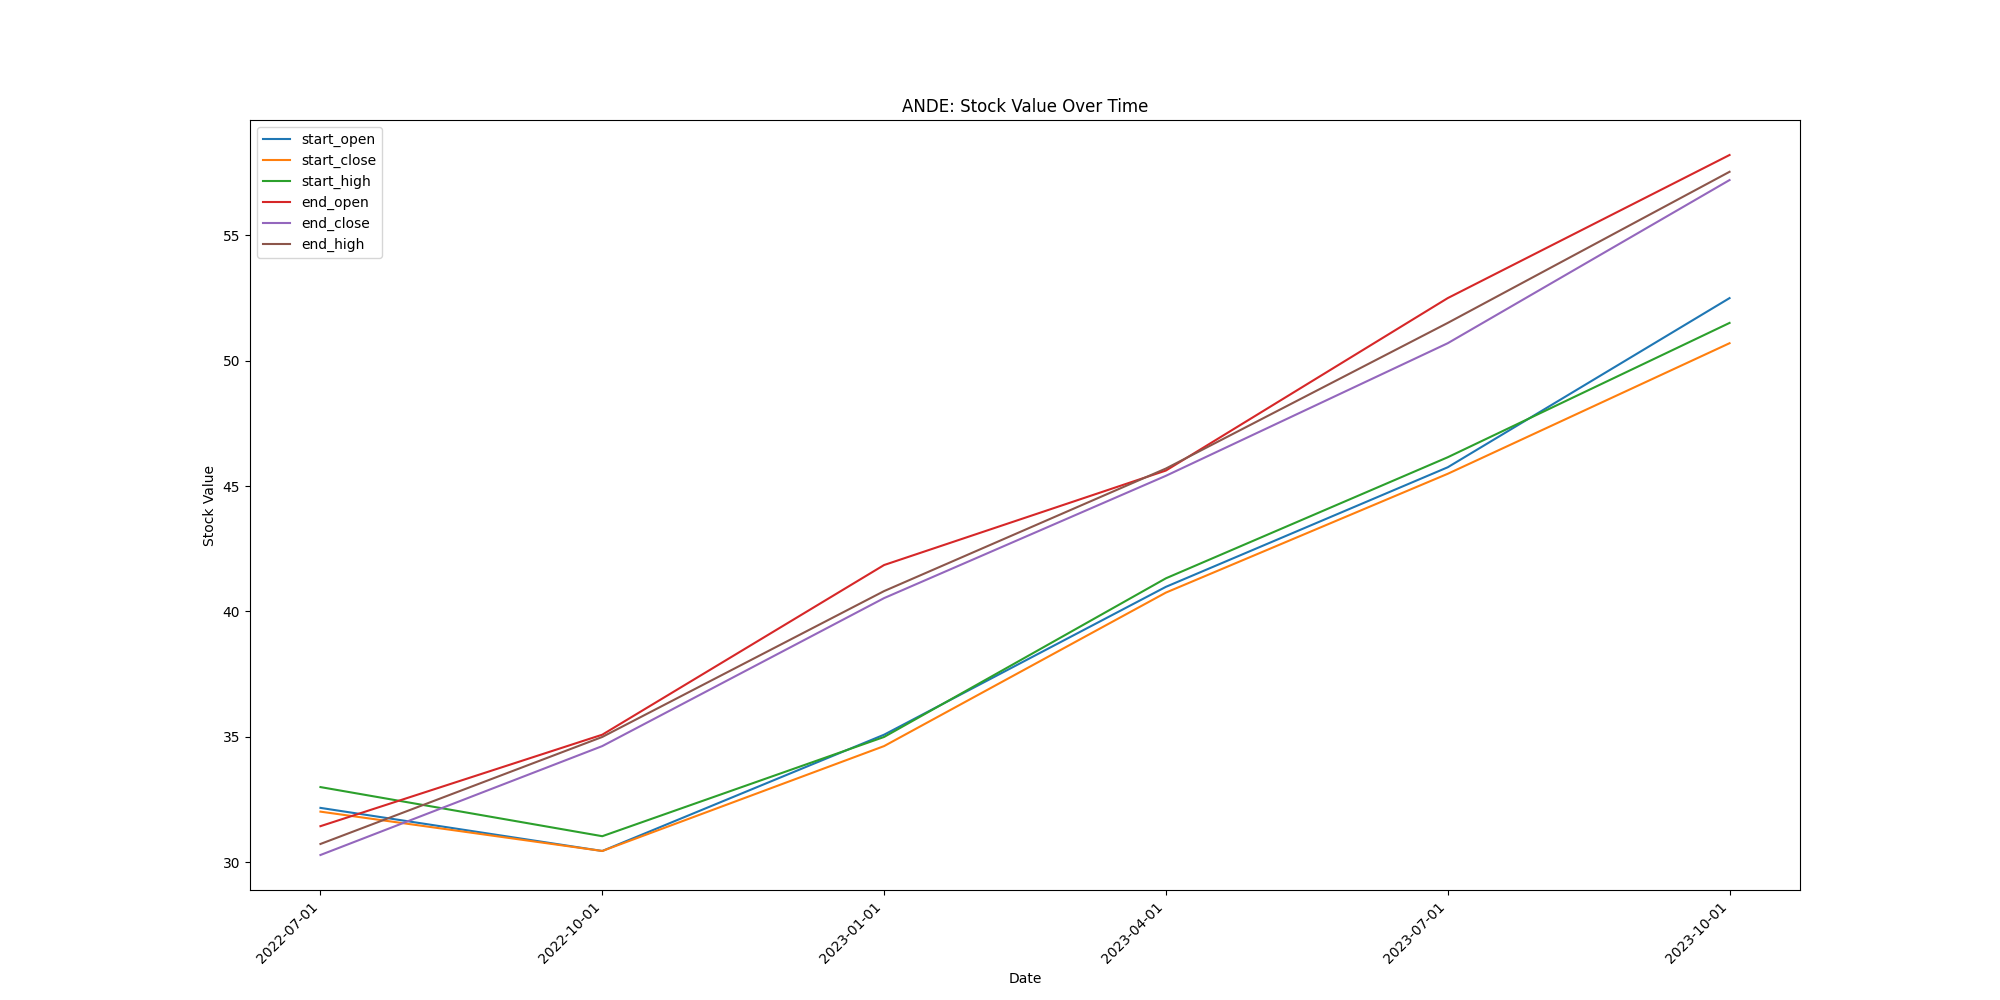 ANDE: Stock Value Over Time
start_open
start_close
start_high
end_open
end_close
end_high
55
50
45
40
35
30
Stock Value
2022-07-01
2022-10-01
2023-01-01
2023-04-01
2023-07-01
2023-10-01
Date